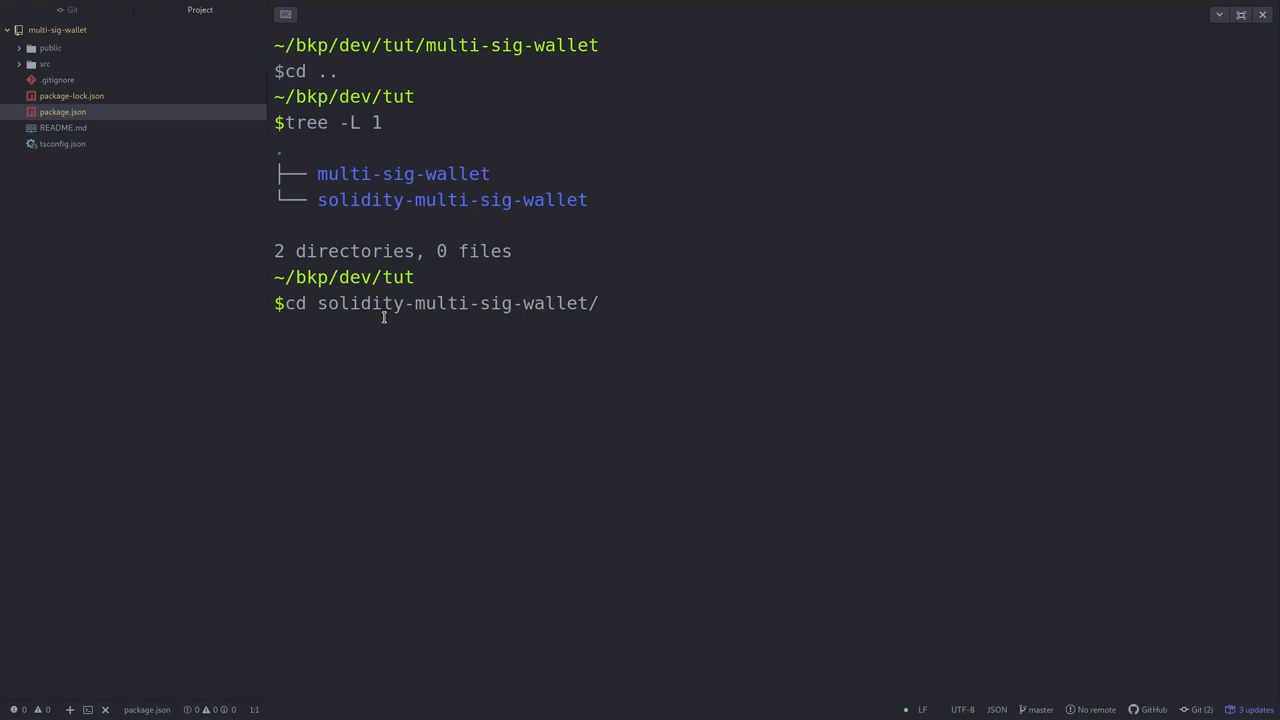 Git
Project
multi-sig-wallet
public
src
.gitignore
package-lock.json
package.json
README.md
tsconfig.json
~/bkp/dev/tut/multi-sig-wallet
$cd ..
~/bkp/dev/tut
$tree -L 1
.
├── multi-sig-wallet
└── solidity-multi-sig-wallet
2 directories, 0 files
~/bkp/dev/tut
$cd solidity-multi-sig-wallet/
0 0 package.json 0 0 0 1:1 LF UTF-8 JSON master No remote GitHub Git (2) 3 updates